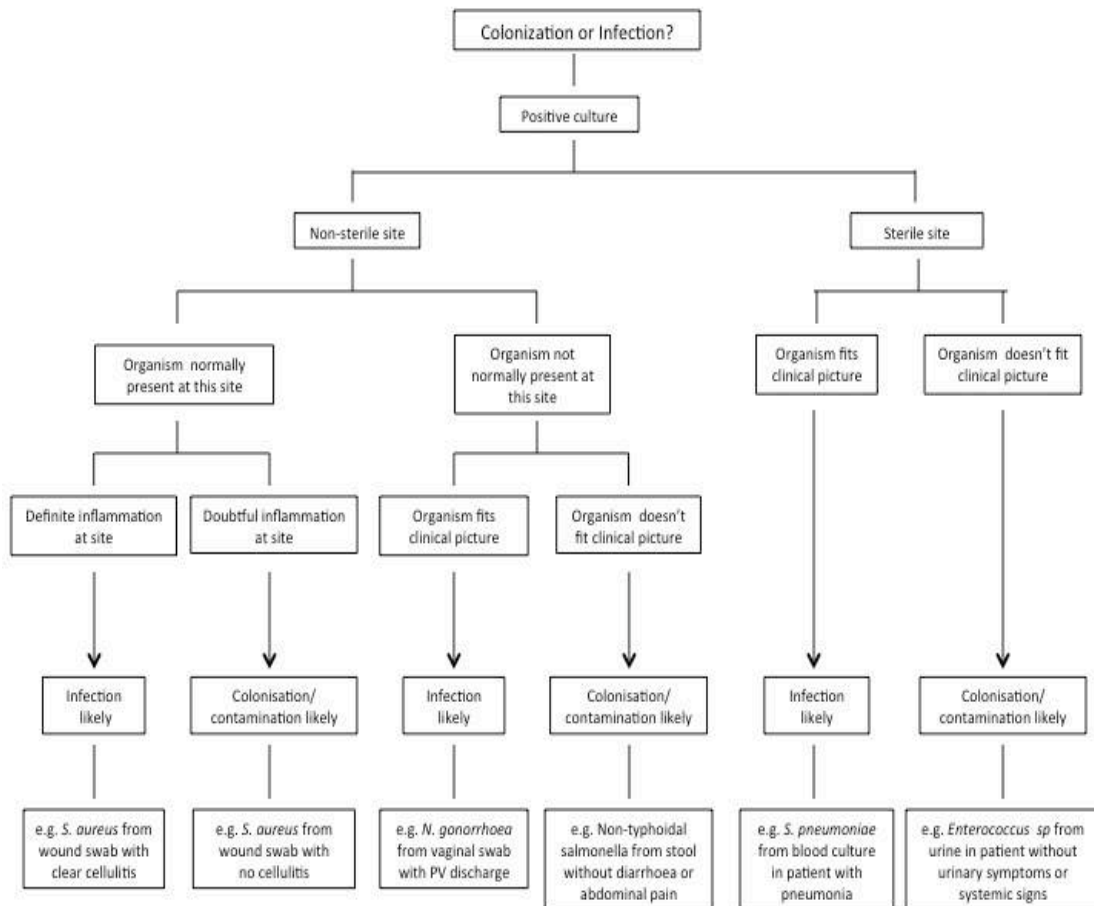 Colonization or Infection?
Positive culture
Non-sterile site
Sterile site
Organism normally
present at this site
Organism not
normally present at
this site
Organism fits
clinical picture
Organism doesn't fit
clinical picture
Definite inflammation
at site
Doubtful inflammation
at site
Organism fits
clinical picture
Organism doesn't
fit clinical picture
Infection
likely
Colonisation/
contamination likely
Infection
likely
Colonisation/
contamination likely
Infection
likely
Colonisation/
contamination likely
e.g. S. aureus from
wound swab with
clear cellulitis
e.g. S. aureus from
wound swab with
no cellulitis
e.g. N. gonorrhoea
from vaginal swab
with PV discharge
e.g. Non-typhoidal
salmonella from stool
without diarrhoea or
abdominal pain
e.g. S. pneumoniae
from blood culture
in patient with
pneumonia
e.g. Enterococcus sp from
urine in patient without
urinary symptoms or
systemic signs